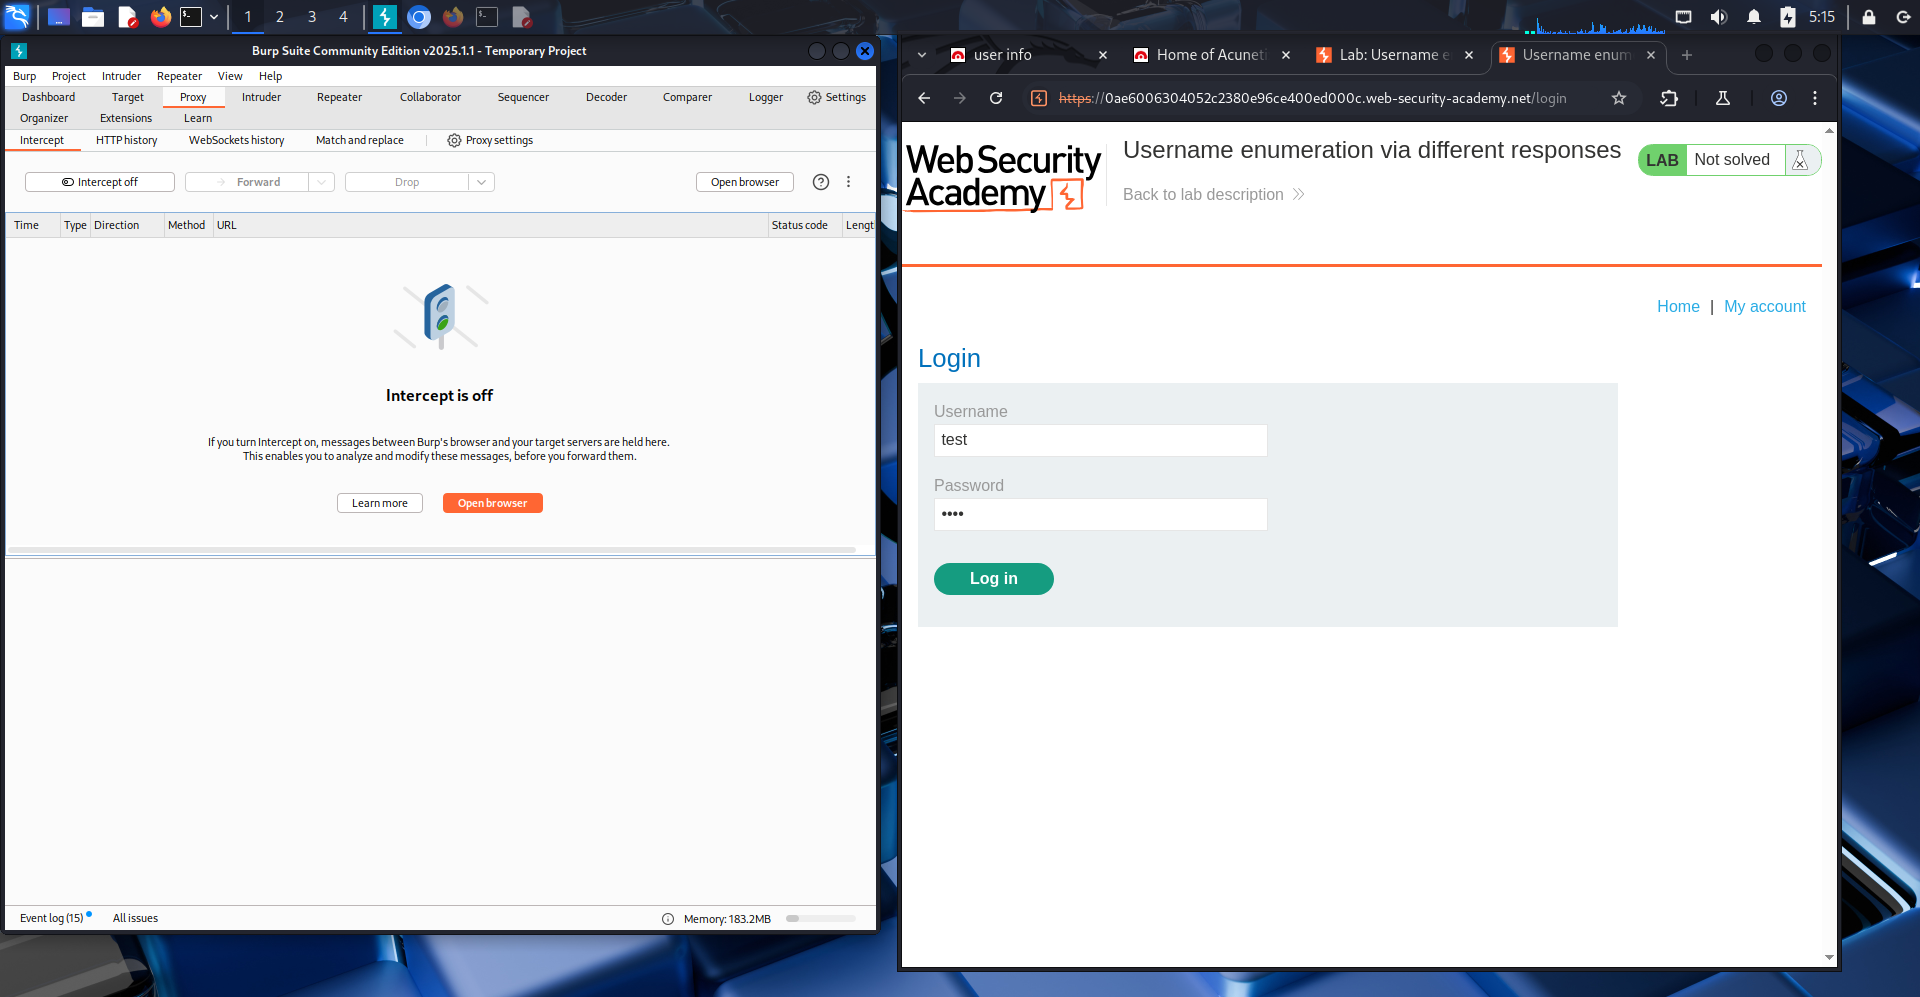 1 2 3 4
5:15
Burp Suite Community Edition v2025.1.1 - Temporary Project
Burp Project Intruder Repeater View Help
Dashboard Target Proxy Intruder Repeater Collaborator Sequencer Decoder Comparer Logger Settings
Organizer Extensions Learn
Intercept HTTP history WebSockets history Match and replace Proxy settings
Intercept off Forward Drop Open browser
Time Type Direction Method URL Status code Lengt
Intercept is off
If you turn Intercept on, messages between Burp's browser and your target servers are held here.
This enables you to analyze and modify these messages, before you forward them.
Learn more Open browser
Event log (15) All issues Memory: 183.2MB
user info Home of Acuneti Lab: Username e Username enum
https://0ae6006304052c2380e96ce400ed000c.web-security-academy.net/login
Web Security
Academy
Username enumeration via different responses
Back to lab description
LAB Not solved
Home | My account
Login
Username
test
Password
••••
Log in